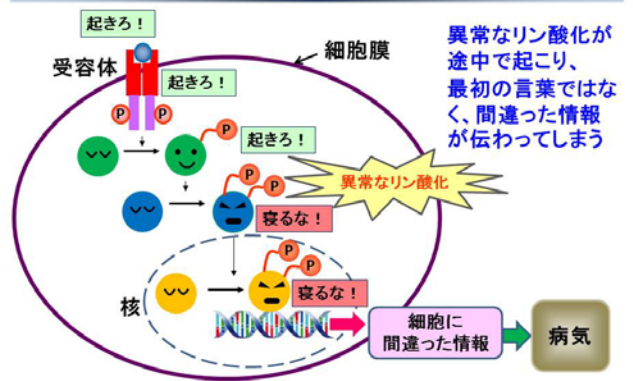 起きろ！
受容体
起きろ！
細胞膜
異常なリン酸化が
途中で起こり、
最初の言葉ではな
く、間違った情報
が伝わってしまう
P
P
P
起きろ！
P
P
異常なリン酸化
寝るな！
P
P
核
寝るな！
細胞に
間違った情報
病気